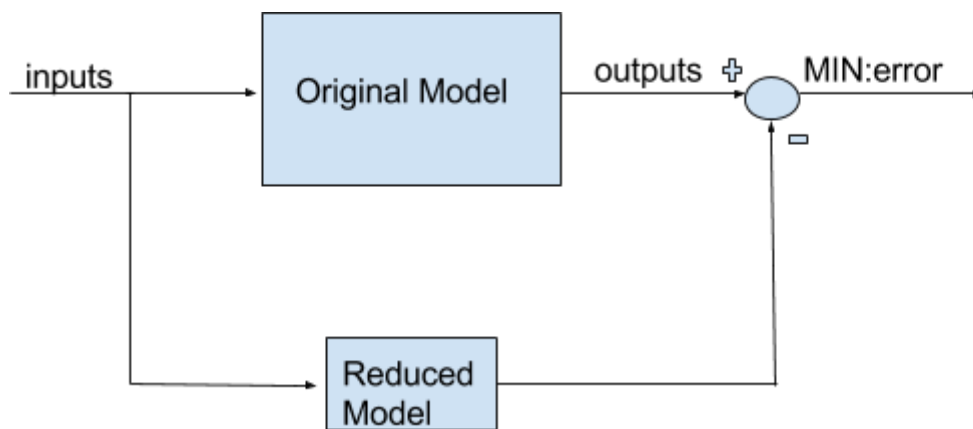 inputs
Original Model
outputs
+
MIN:error
-
Reduced
Model